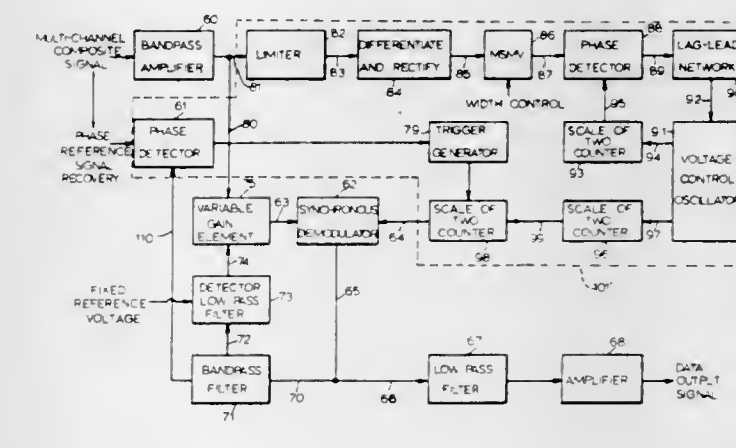 MULTI-CHANNEL
COMPOSITE
SIGNAL
60
BANDPASS
AMPLIFIER
81
LIMITER
82
83
DIFFERENTIATE
AND RECTIFY
84
85
MSMV
86
87
WIDTH CONTROL
PHASE
DETECTOR
88
89
LAG-LEAD
NETWORK
92
PHASE
REFERENCE
SIGNAL
RECOVERY
61
PHASE
DETECTOR
80
79
TRIGGER
GENERATOR
95
SCALE OF
TWO
COUNTER
93
91
94
VOLTAGE
CONTROL
OSCILLATOR
110
VARIABLE
GAIN
ELEMENT
63
62
SYNCHRONOUS
DEMODULATOR
64
SCALE OF
TWO
COUNTER
98
99
SCALE OF
TWO
COUNTER
96
97
74
65
101
FIXED
REFERENCE
VOLTAGE
DETECTOR
LOW PASS
FILTER
73
72
BANDPASS
FILTER
71
70
66
67
LOW PASS
FILTER
68
AMPLIFIER
DATA
OUTPUT
SIGNAL